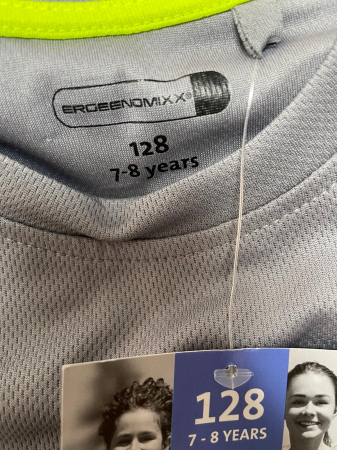 ERGEENOMIXX®
128
7-8 years
128
7 - 8 YEARS